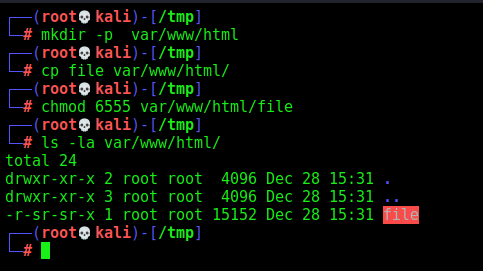 ┌──(root💀kali)-[/tmp]
└─# mkdir -p  var/www/html
┌──(root💀kali)-[/tmp]
└─# cp file var/www/html/
┌──(root💀kali)-[/tmp]
└─# chmod 6555 var/www/html/file
┌──(root💀kali)-[/tmp]
└─# ls -la var/www/html/
total 24
drwxr-xr-x 2 root root  4096 Dec 28 15:31 .
drwxr-xr-x 3 root root  4096 Dec 28 15:31 ..
-r-sr-sr-x 1 root root 15152 Dec 28 15:31 file
┌──(root💀kali)-[/tmp]
└─#